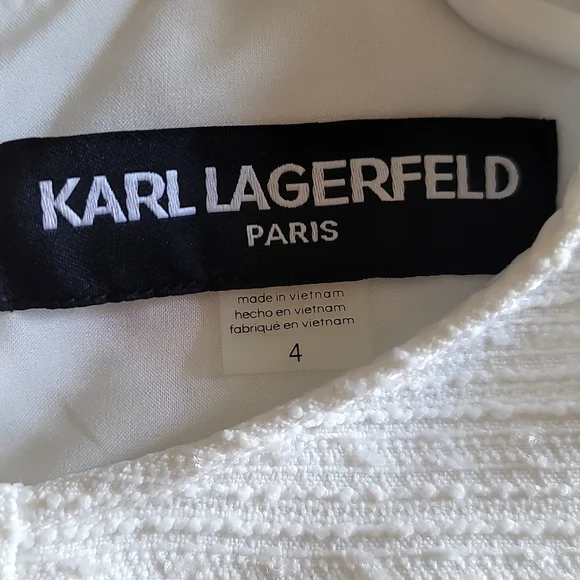 KARL LAGERFELD
PARIS
made in vietnam
hecho en vietnam
fabriqué en vietnam
4